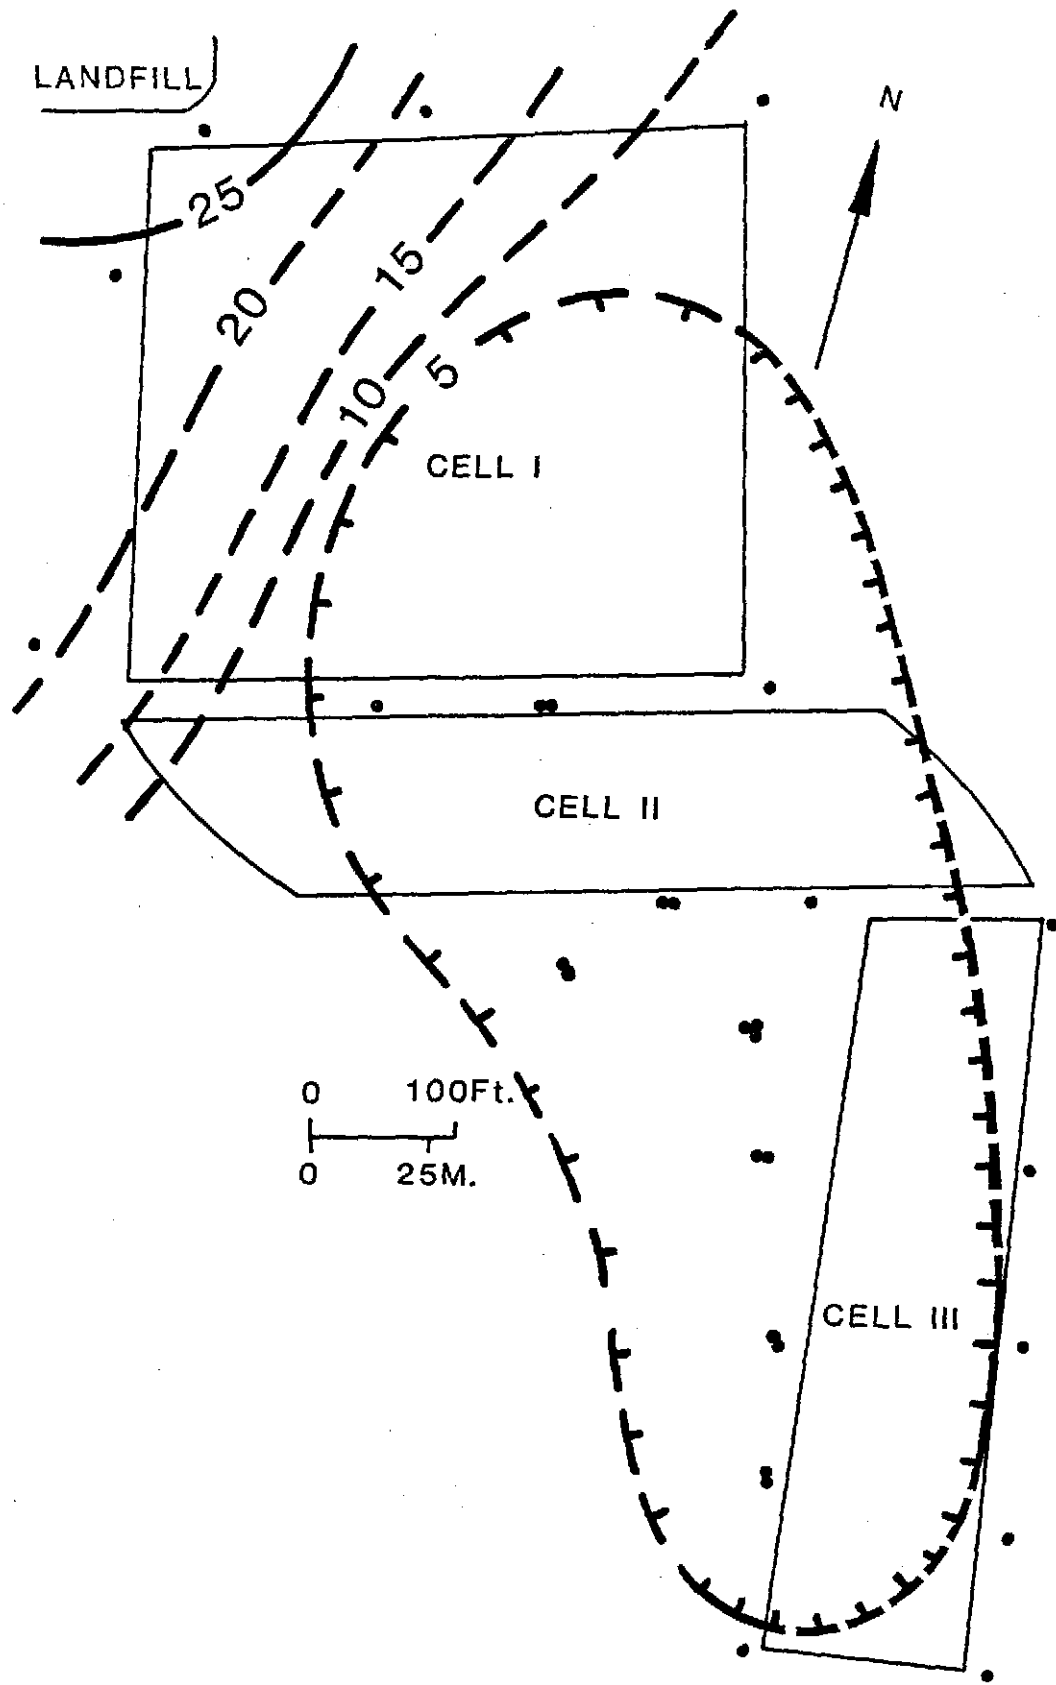 LANDFILL
N
25
20
15
10
5
CELL I
CELL II
0 100Ft.
0 25M.
CELL III